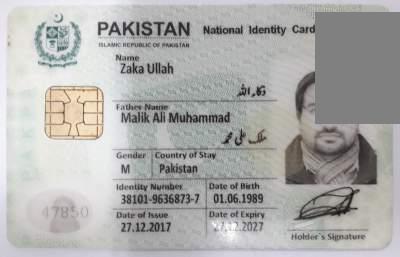 PAKISTAN National Identity Card
ISLAMIC REPUBLIC OF PAKISTAN
Name
Zaka Ullah
ذکاء اللہ
Father Name
Malik Ali Muhammad
ملک علی محمد
Gender Country of Stay
M Pakistan
Identity Number Date of Birth
38101-9636873-7 01.06.1989
47850
Date of Issue Date of Expiry
27.12.2017 27.12.2027
Holder's Signature